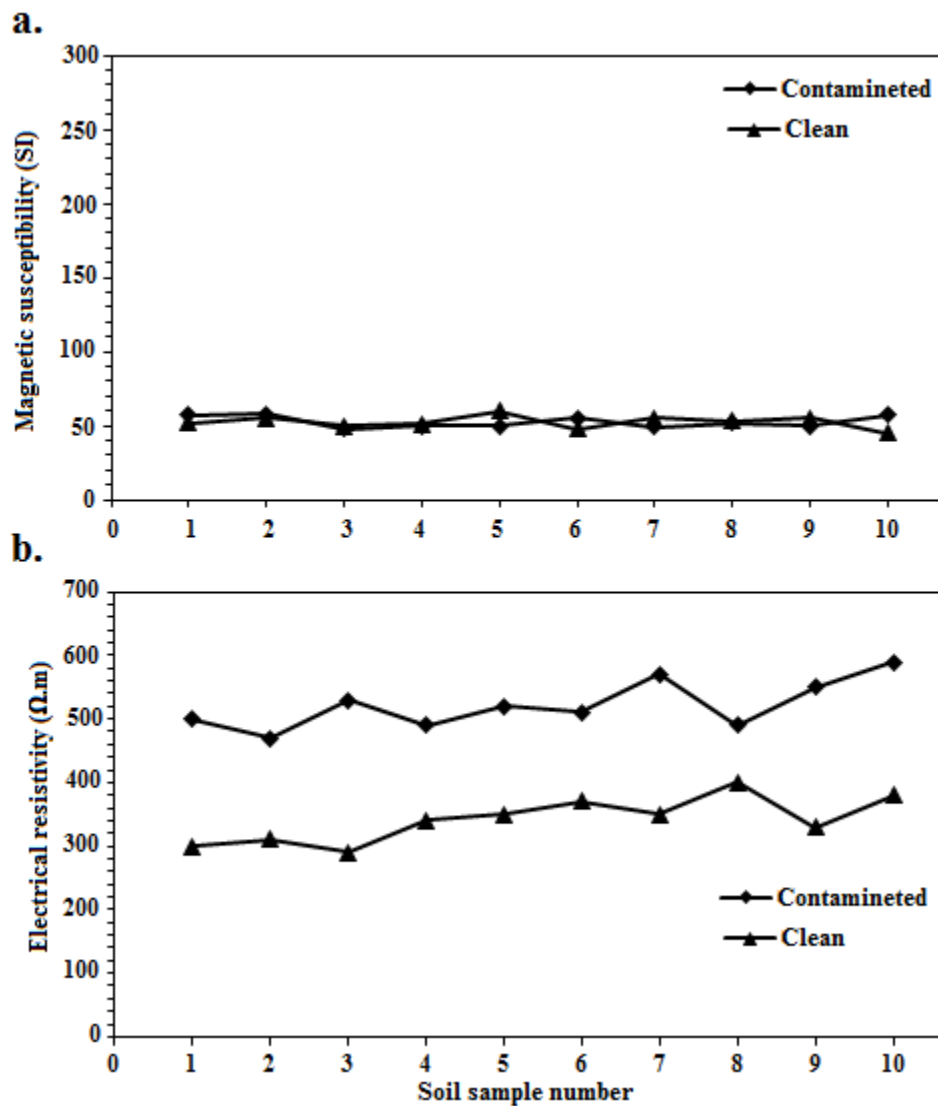 a.
300
250
200
150
100
50
0
Magnetic susceptibility (SI)
Contamineted
Clean
0 1 2 3 4 5 6 7 8 9 10
b.
700
600
500
400
300
200
100
0
Electrical resistivity (Ω.m)
Contamineted
Clean
0 1 2 3 4 5 6 7 8 9 10
Soil sample number